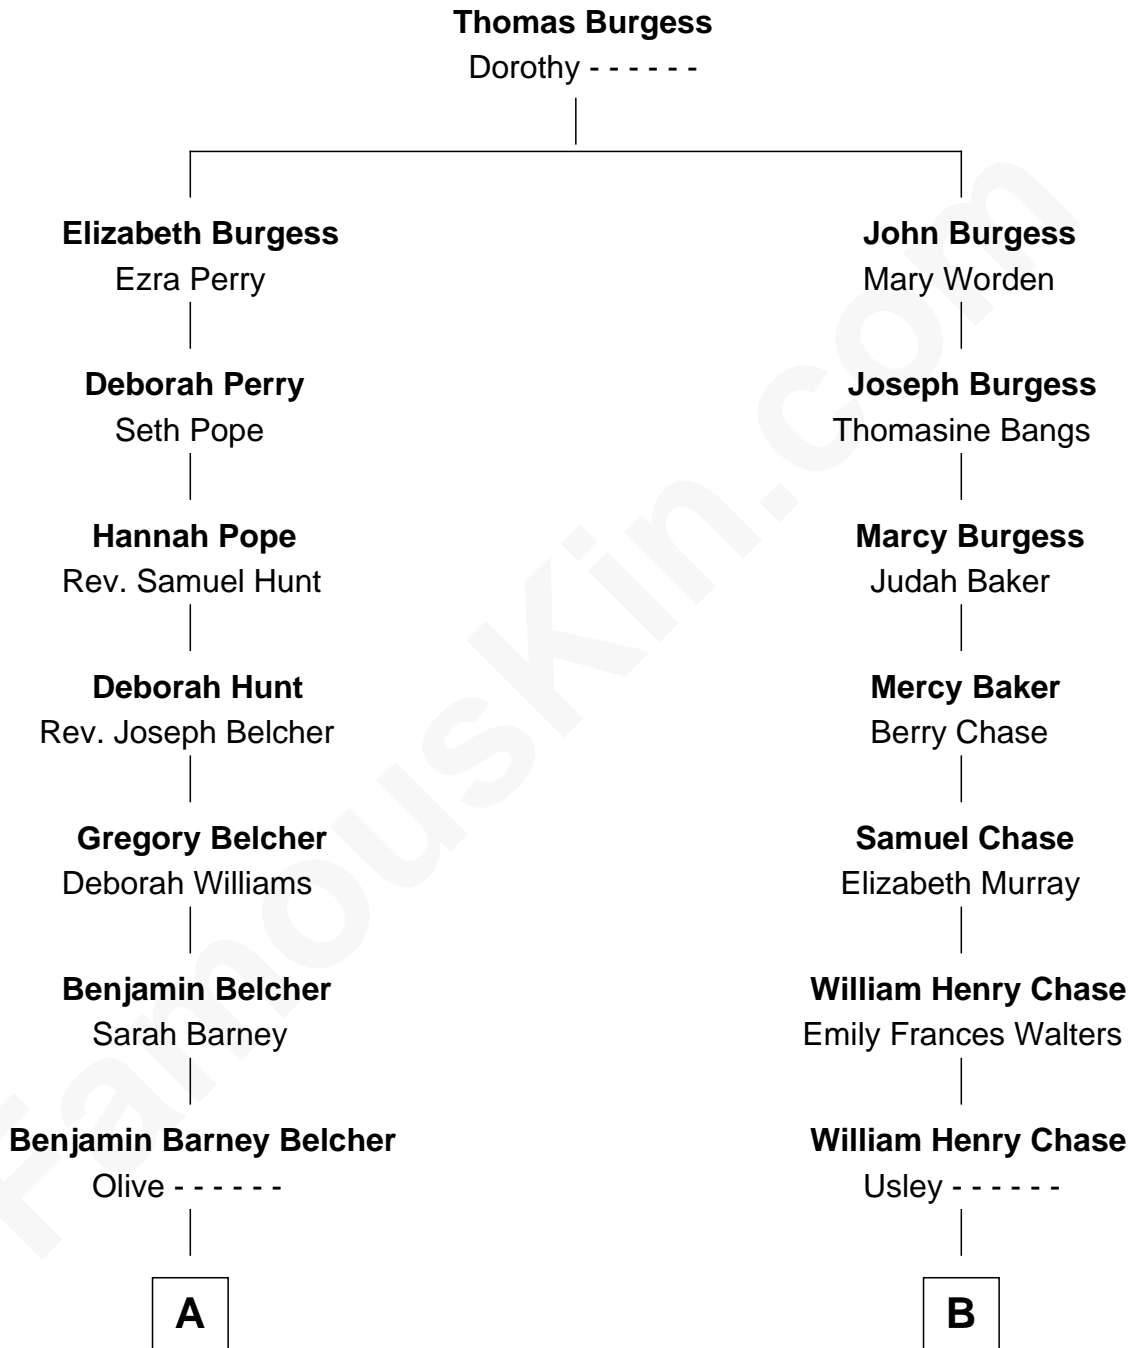 Thomas Burgess
Dorothy - - - - - -
Elizabeth Burgess
Ezra Perry
John Burgess
Mary Worden
Deborah Perry
Seth Pope
Joseph Burgess
Thomasine Bangs
Hannah Pope
Rev. Samuel Hunt
Marcy Burgess
Judah Baker
Deborah Hunt
Rev. Joseph Belcher
Mercy Baker
Berry Chase
Gregory Belcher
Deborah Williams
Samuel Chase
Elizabeth Murray
Benjamin Belcher
Sarah Barney
William Henry Chase
Emily Frances Walters
Benjamin Barney Belcher
Olive - - - - - -
William Henry Chase
Usley - - - - - -
A
B
FamousKin.com